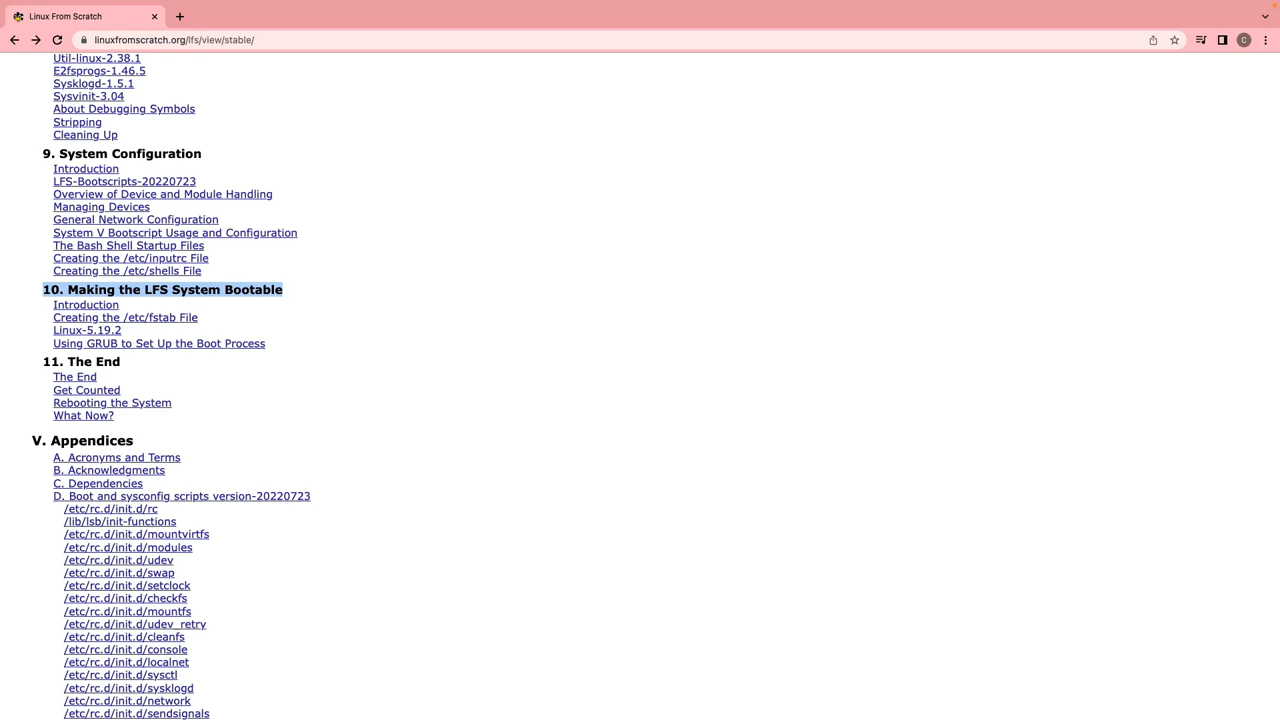 Linux From Scratch
linuxfromscratch.org/lfs/view/stable/
C
Util-linux-2.38.1
E2fsprogs-1.46.5
Sysklogd-1.5.1
Sysvinit-3.04
About Debugging Symbols
Stripping
Cleaning Up
9. System Configuration
Introduction
LFS-Bootscripts-20220723
Overview of Device and Module Handling
Managing Devices
General Network Configuration
System V Bootscript Usage and Configuration
The Bash Shell Startup Files
Creating the /etc/inputrc File
Creating the /etc/shells File
10. Making the LFS System Bootable
Introduction
Creating the /etc/fstab File
Linux-5.19.2
Using GRUB to Set Up the Boot Process
11. The End
The End
Get Counted
Rebooting the System
What Now?
V. Appendices
A. Acronyms and Terms
B. Acknowledgments
C. Dependencies
D. Boot and sysconfig scripts version-20220723
/etc/rc.d/init.d/rc
/lib/lsb/init-functions
/etc/rc.d/init.d/mountvirtfs
/etc/rc.d/init.d/modules
/etc/rc.d/init.d/udev
/etc/rc.d/init.d/swap
/etc/rc.d/init.d/setclock
/etc/rc.d/init.d/checkfs
/etc/rc.d/init.d/mountfs
/etc/rc.d/init.d/udev_retry
/etc/rc.d/init.d/cleanfs
/etc/rc.d/init.d/console
/etc/rc.d/init.d/localnet
/etc/rc.d/init.d/sysctl
/etc/rc.d/init.d/sysklogd
/etc/rc.d/init.d/network
/etc/rc.d/init.d/sendsignals